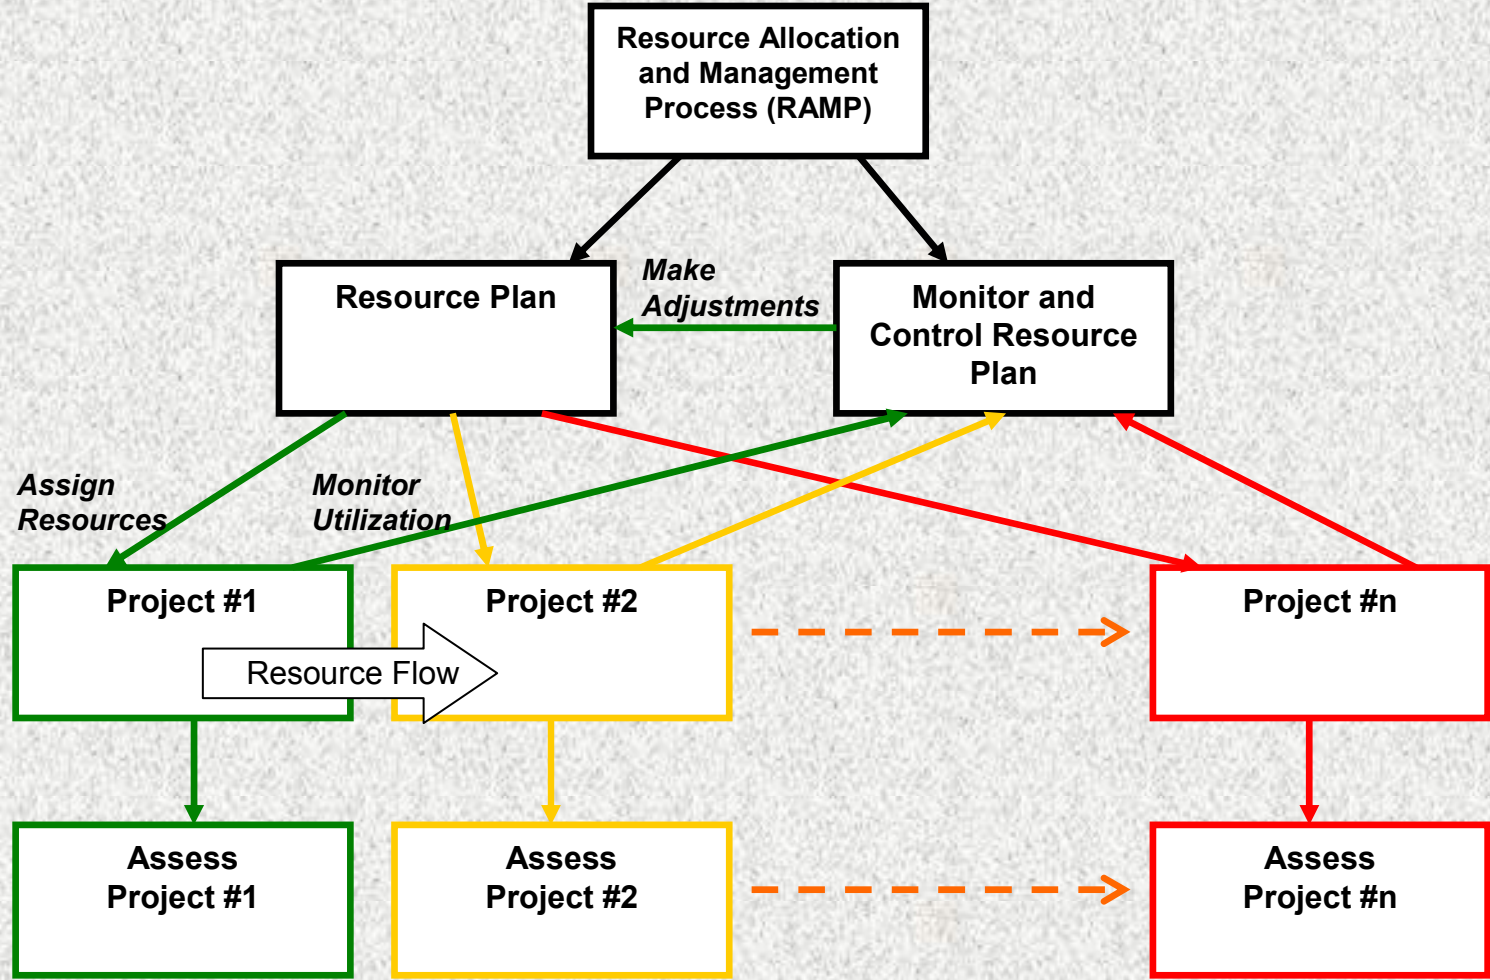 Resource Allocation
and Management
Process (RAMP)
Resource Plan
Make
Adjustments
Monitor and
Control Resource
Plan
Assign
Resources
Monitor
Utilization
Project #1
Project #2
Project #n
Resource Flow
Assess
Project #1
Assess
Project #2
Assess
Project #n